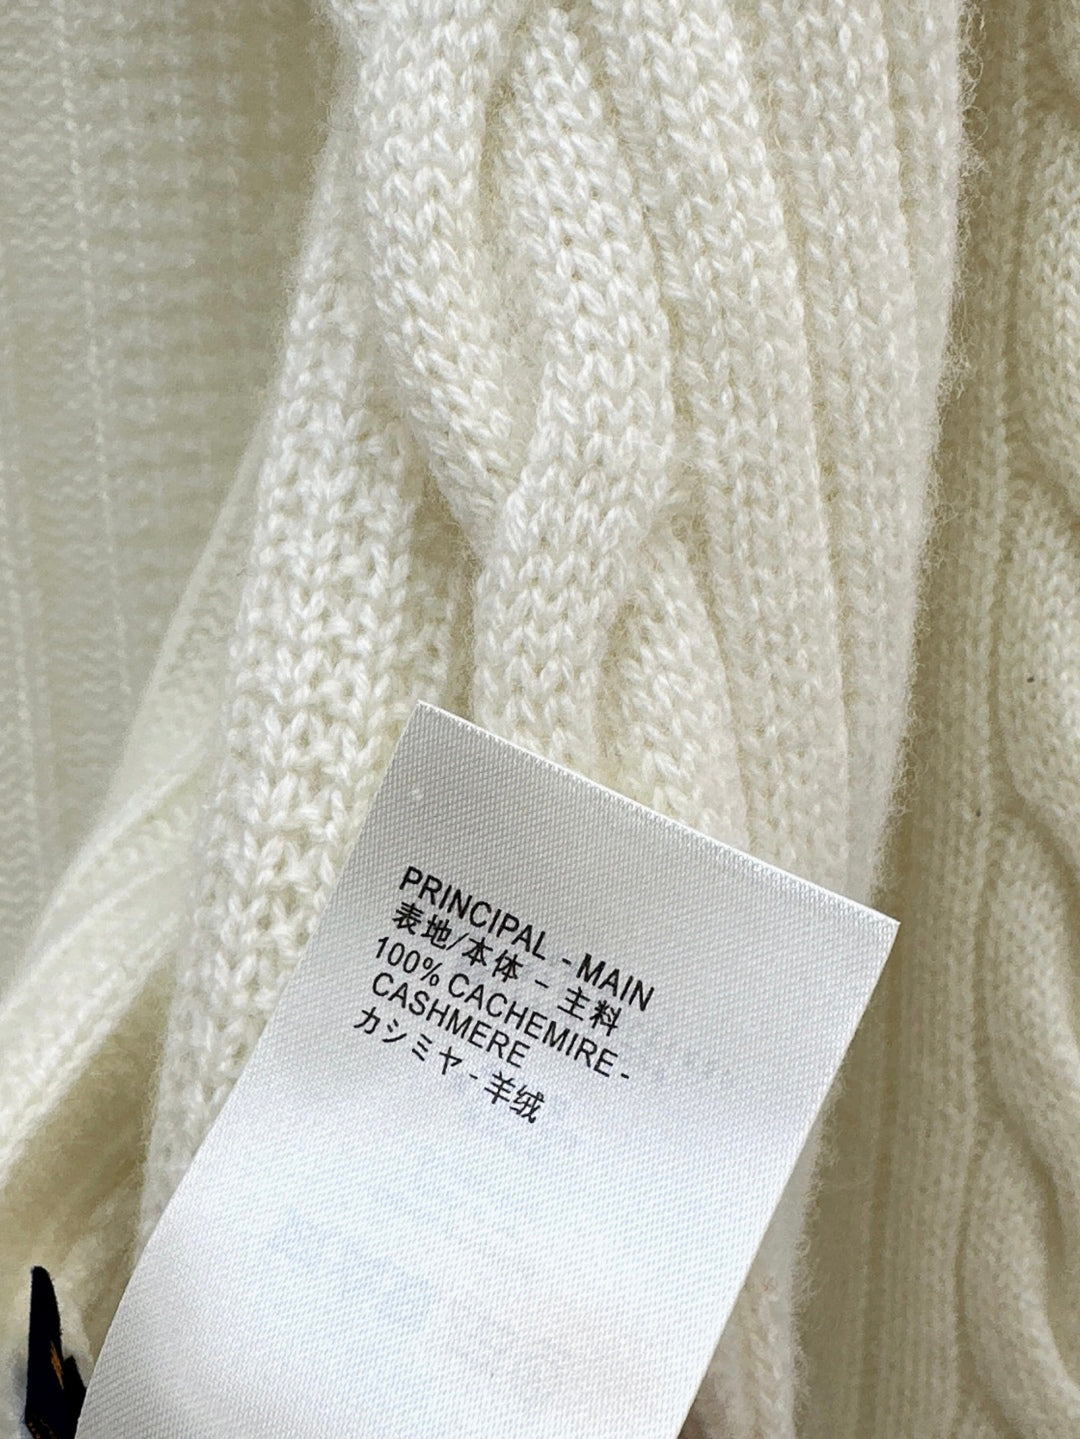 PRINCIPAL - MAIN
表地/本体 - 主料
100% CACHEMIRE -
CASHMERE
カシミヤ - 羊绒